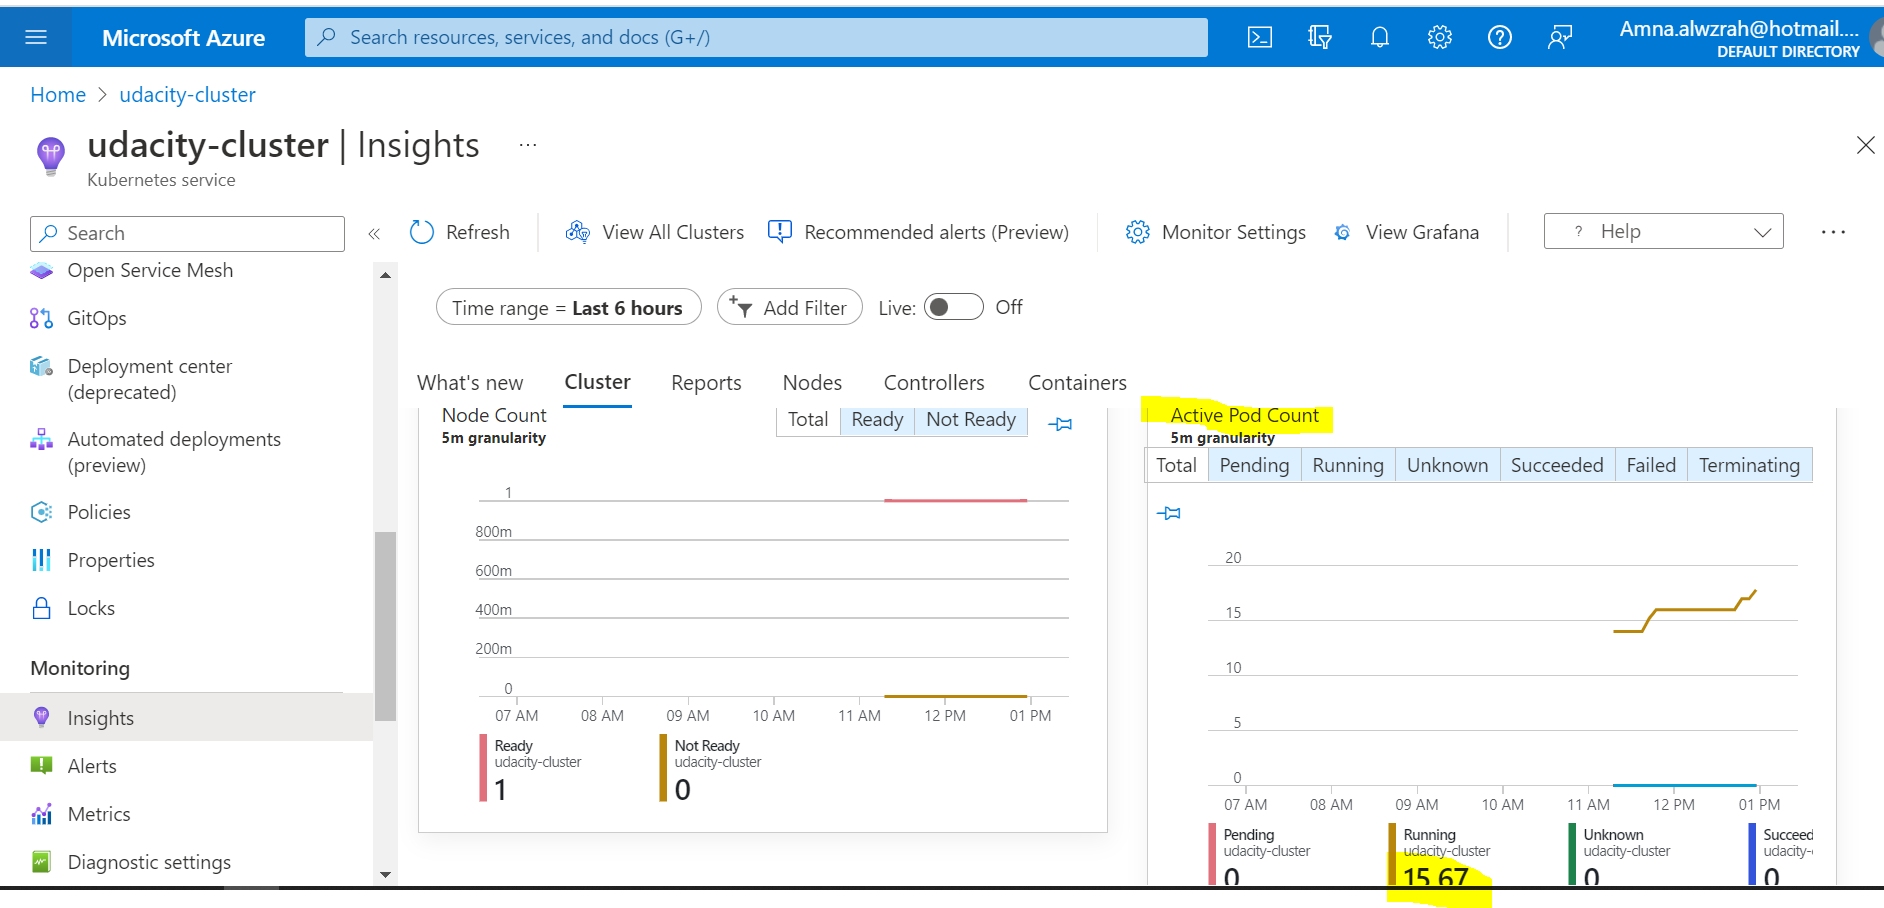 Microsoft Azure
Search resources, services, and docs (G+/)
Amna.alwzrah@hotmail....
DEFAULT DIRECTORY
Home > udacity-cluster
udacity-cluster | Insights ...
Kubernetes service
Search
«
Refresh
View All Clusters
Recommended alerts (Preview)
Monitor Settings
View Grafana
? Help
...
Open Service Mesh
GitOps
Deployment center
(deprecated)
Automated deployments
(preview)
Policies
Properties
Locks
Monitoring
Insights
Alerts
Metrics
Diagnostic settings
Time range = Last 6 hours
Add Filter
Live: Off
What's new
Cluster
Reports
Nodes
Controllers
Containers
Node Count
5m granularity
Total Ready Not Ready
1
800m
600m
400m
200m
0
07 AM 08 AM 09 AM 10 AM 11 AM 12 PM 01 PM
Ready
udacity-cluster
1
Not Ready
udacity-cluster
0
Active Pod Count
5m granularity
Total Pending Running Unknown Succeeded Failed Terminating
20
15
10
5
0
07 AM 08 AM 09 AM 10 AM 11 AM 12 PM 01 PM
Pending
udacity-cluster
0
Running
udacity-cluster
15.67
Unknown
udacity-cluster
0
Succeed
udacity-
0